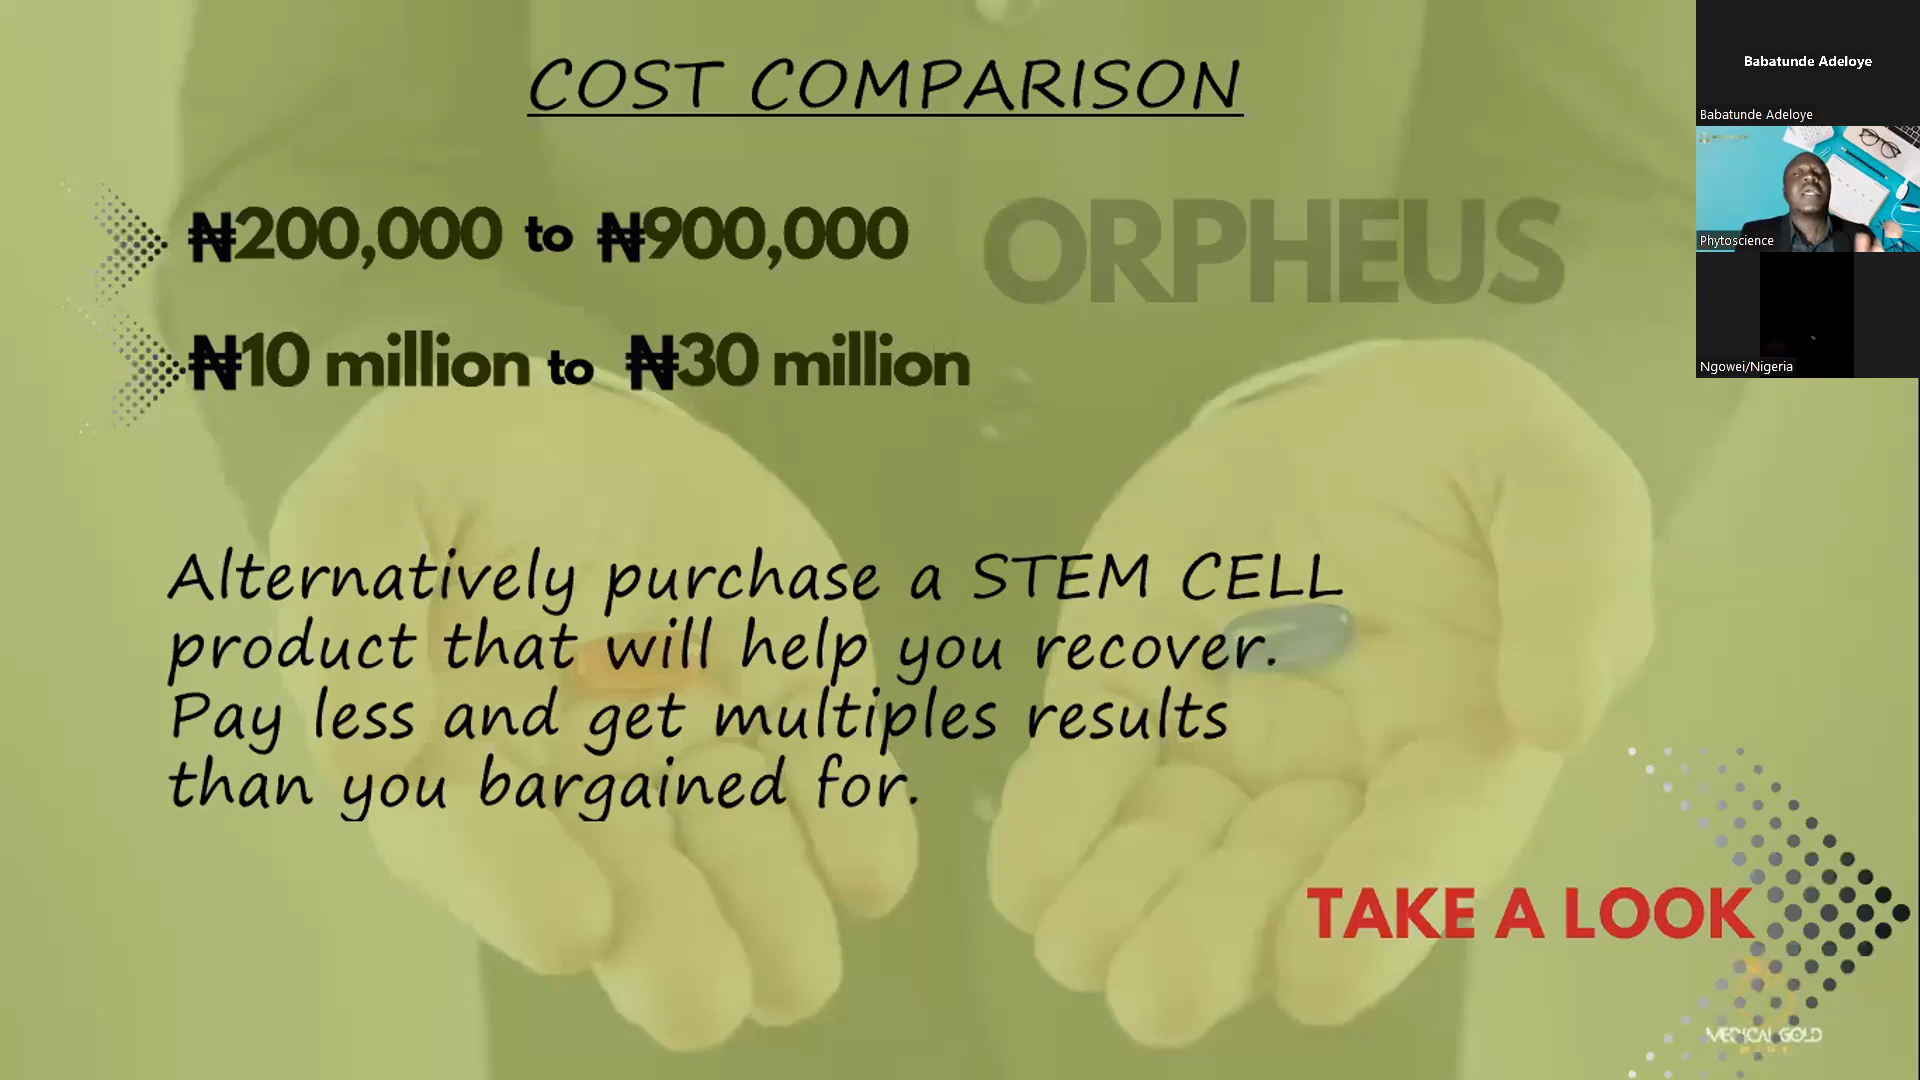 COST COMPARISON
₦200,000 to ₦900,000
ORPHEUS
₦10 million to ₦30 million
Alternatively purchase a STEM CELL
product that will help you recover.
Pay less and get multiples results
than you bargained for.
TAKE A LOOK
MEDICAL GOLD
Babatunde Adeloye
Babatunde Adeloye
Phytoscience
Ngowei/Nigeria